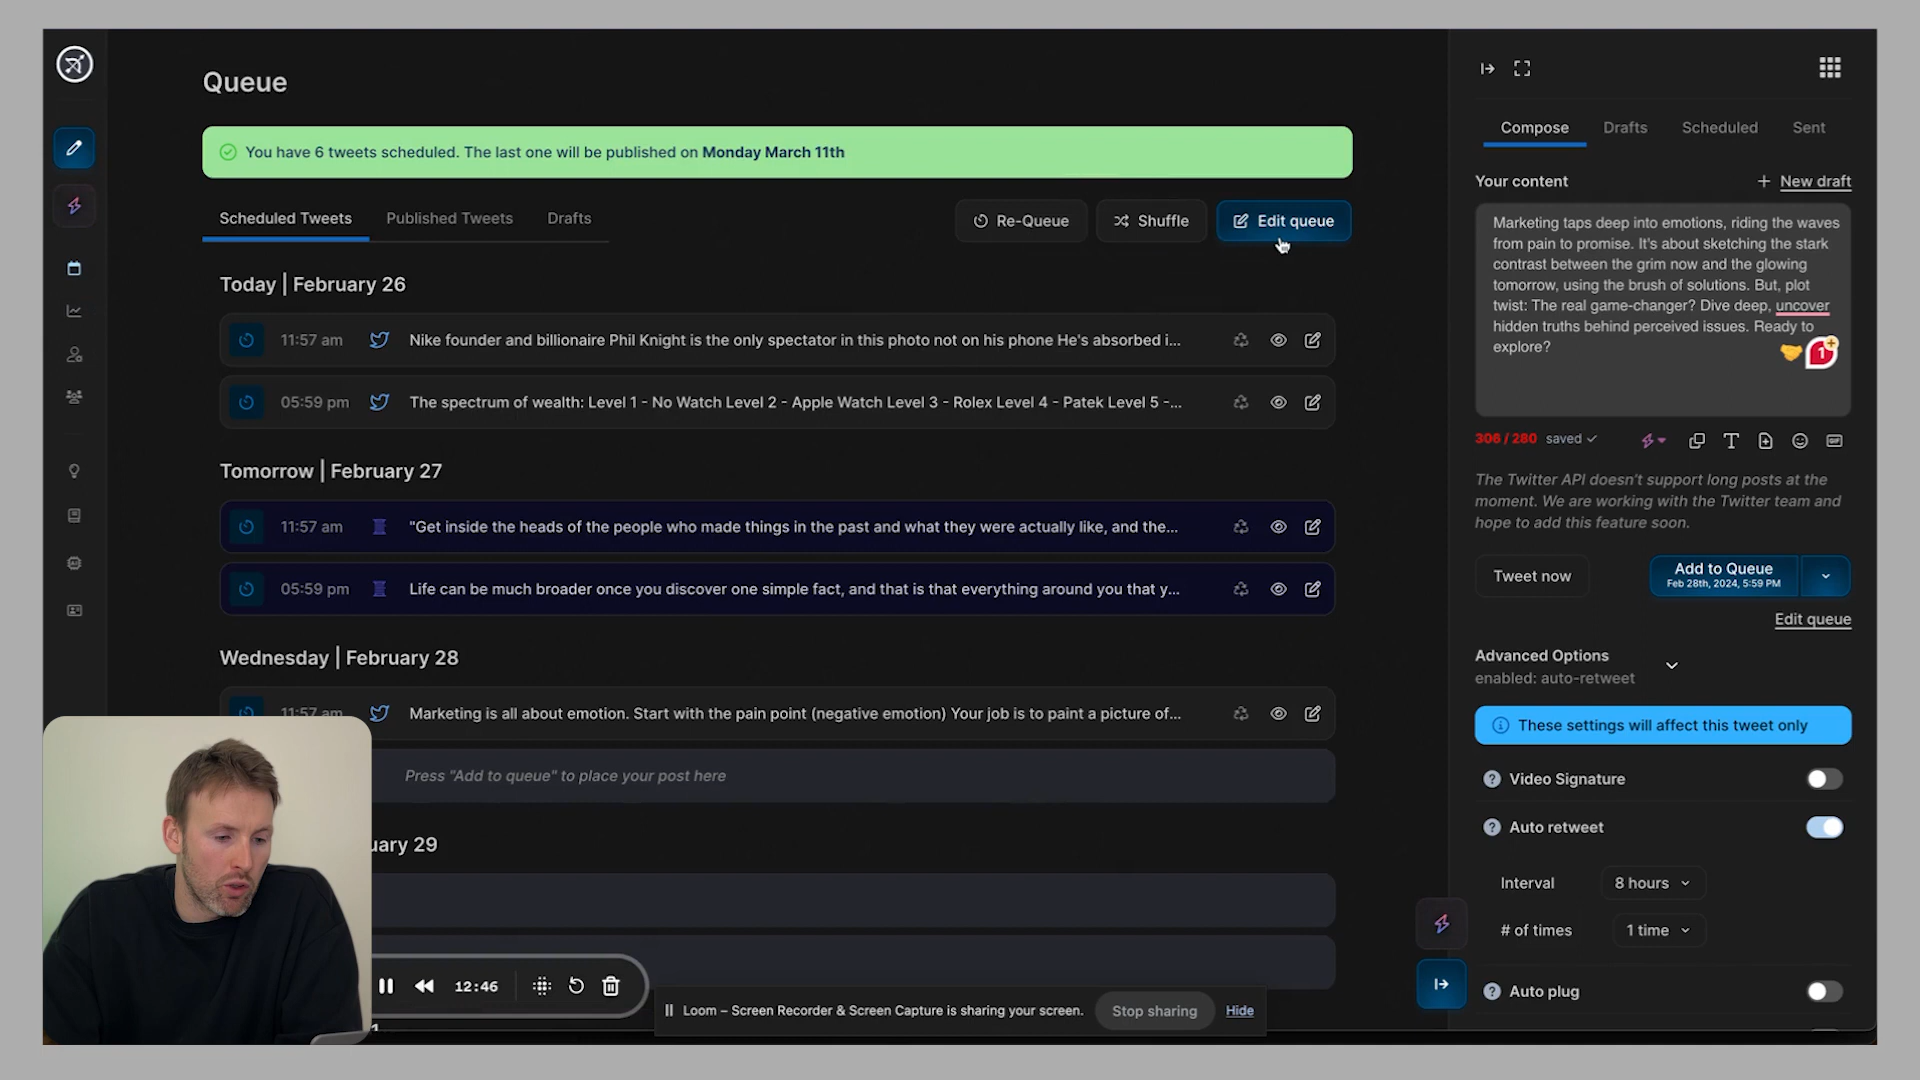 Queue
You have 6 tweets scheduled. The last one will be published on Monday March 11th
Scheduled Tweets
Published Tweets
Drafts
Re-Queue
Shuffle
Edit queue
Today | February 26
11:57 am
Nike founder and billionaire Phil Knight is the only spectator in this photo not on his phone He's absorbed i...
05:59 pm
The spectrum of wealth: Level 1 - No Watch Level 2 - Apple Watch Level 3 - Rolex Level 4 - Patek Level 5 -...
Tomorrow | February 27
11:57 am
"Get inside the heads of the people who made things in the past and what they were actually like, and the...
05:59 pm
Life can be much broader once you discover one simple fact, and that is that everything around you that y...
Wednesday | February 28
11:57 am
Marketing is all about emotion. Start with the pain point (negative emotion) Your job is to paint a picture of...
Press "Add to queue" to place your post here
uary 29
12:46
Loom – Screen Recorder & Screen Capture is sharing your screen.
Stop sharing
Hide
Compose
Drafts
Scheduled
Sent
Your content
+ New draft
Marketing taps deep into emotions, riding the waves
from pain to promise. It's about sketching the stark
contrast between the grim now and the glowing
tomorrow, using the brush of solutions. But, plot
twist: The real game-changer? Dive deep, uncover
hidden truths behind perceived issues. Ready to
explore?
1
306 / 280 saved
GIF
The Twitter API doesn't support long posts at the
moment. We are working with the Twitter team and
hope to add this feature soon.
Tweet now
Add to Queue
Feb 28th, 2024, 5:59 PM
Edit queue
Advanced Options
enabled: auto-retweet
These settings will affect this tweet only
Video Signature
Auto retweet
Interval
8 hours
# of times
1 time
Auto plug